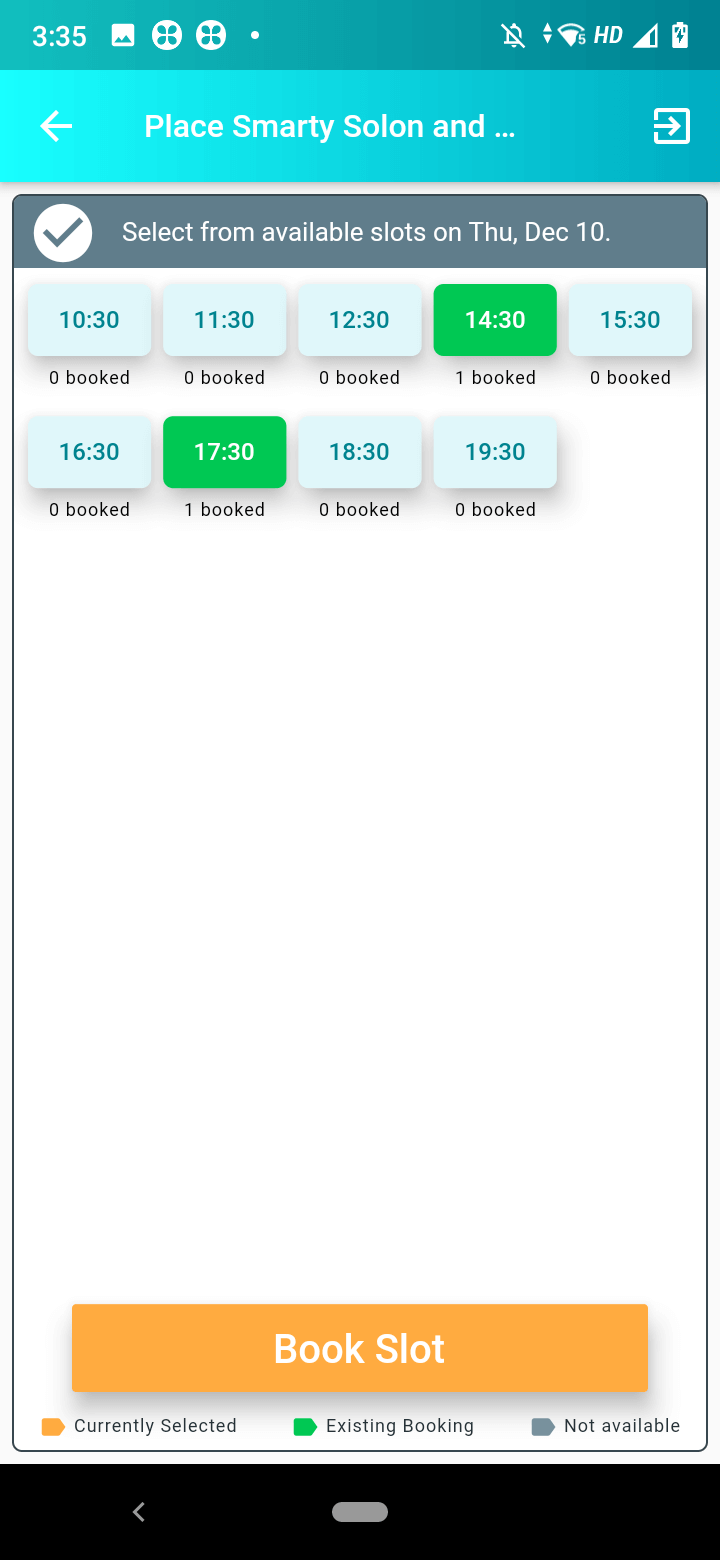 3:35 5 HD
Place Smarty Solon and ...
Select from available slots on Thu, Dec 10.
10:30 11:30 12:30 14:30 15:30
0 booked 0 booked 0 booked 1 booked 0 booked
16:30 17:30 18:30 19:30
0 booked 1 booked 0 booked 0 booked
Book Slot
Currently Selected Existing Booking Not available